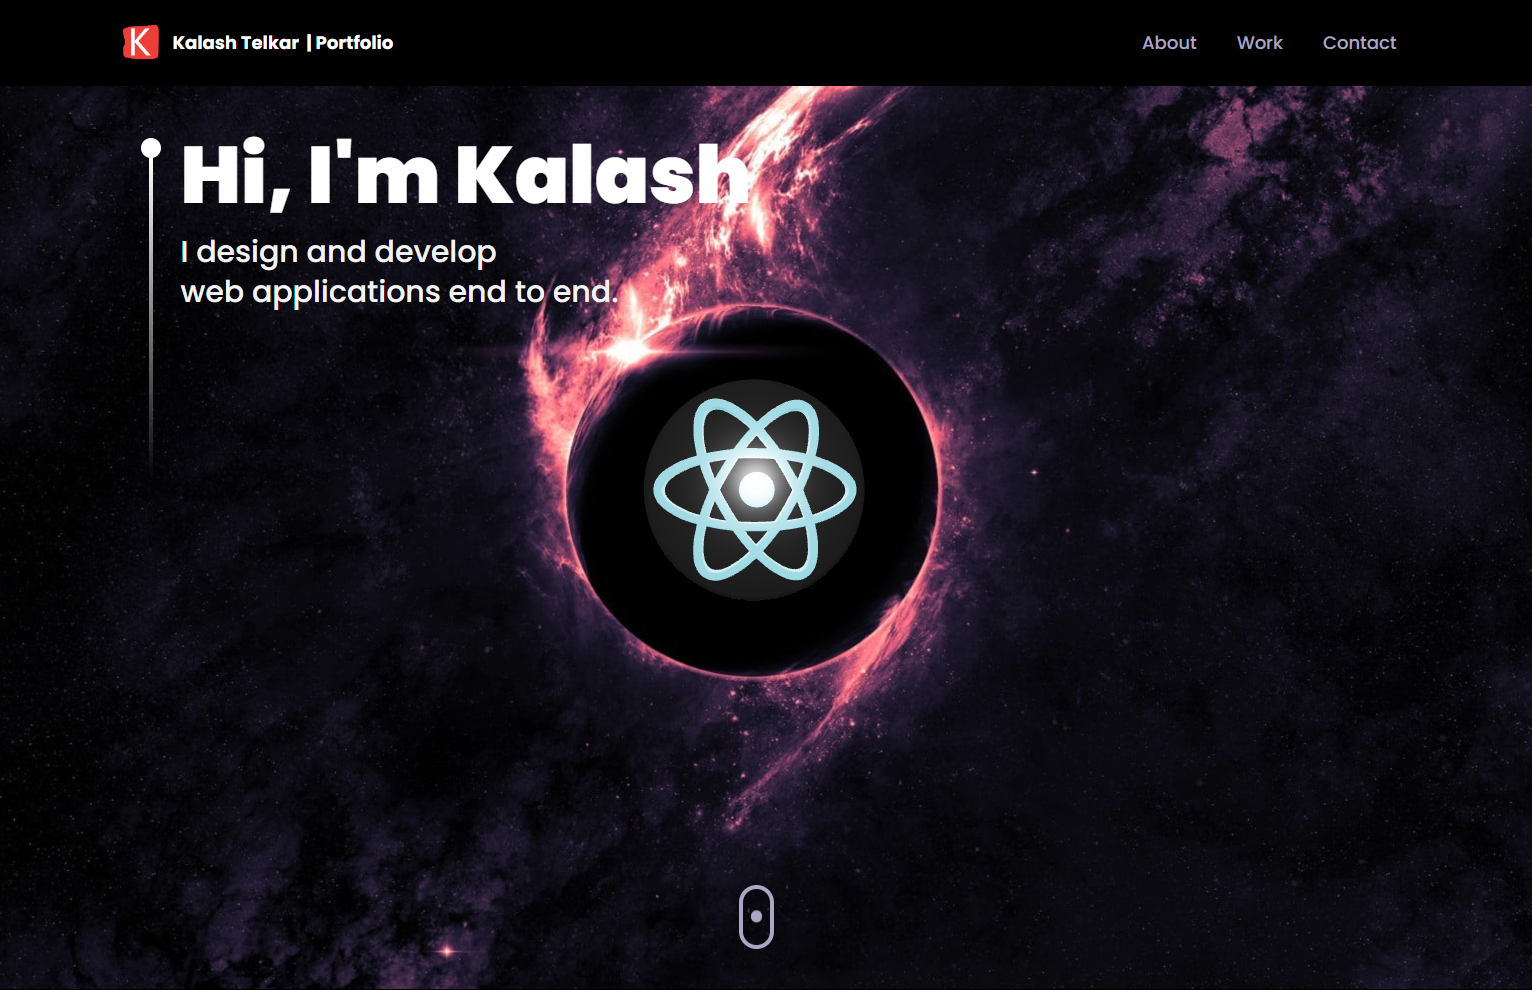 K
Kalash Telkar | Portfolio
About
Work
Contact
Hi, I'm Kalash
I design and develop
web applications end to end.